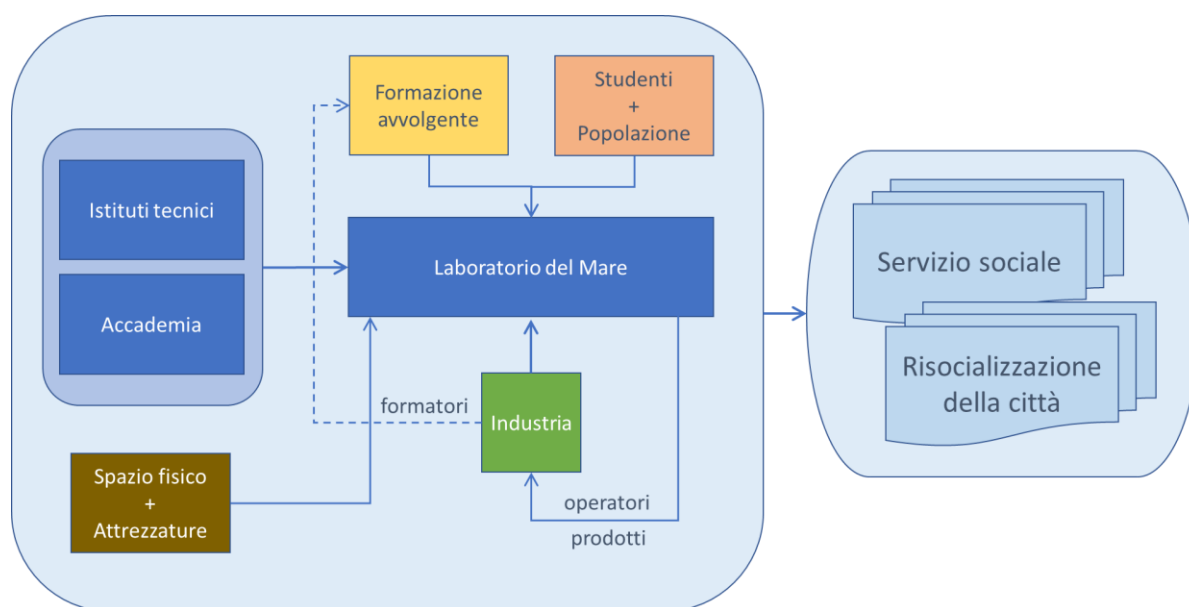 Formazione
avvolgente
Studenti
+
Popolazione
Istituti tecnici
Accademia
Laboratorio del Mare
Servizio sociale
Risocializzazione
della città
formatori
Industria
Spazio fisico
+
Attrezzature
operatori
prodotti